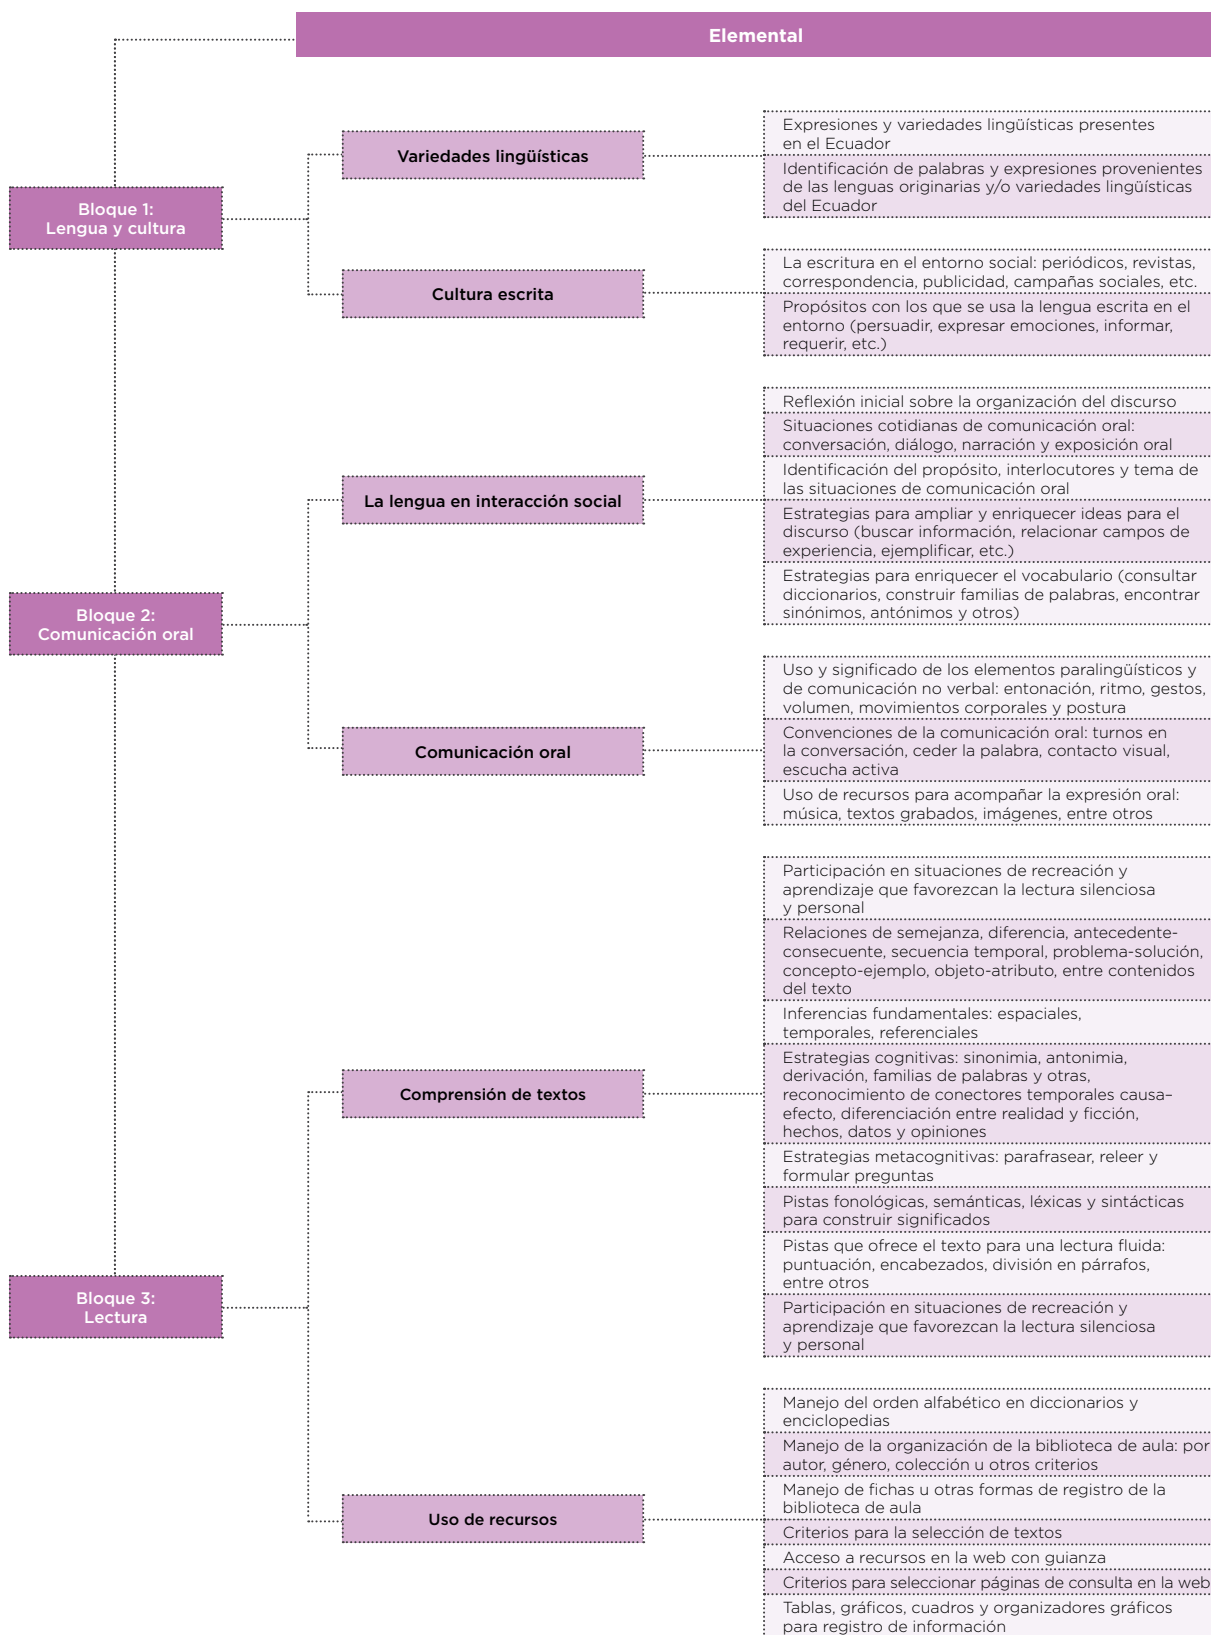 Elemental
Bloque 1:
Lengua y cultura
Variedades lingüísticas
Expresiones y variedades lingüísticas presentes
en el Ecuador
Identificación de palabras y expresiones provenientes
de las lenguas originarias y/o variedades lingüísticas
del Ecuador
Cultura escrita
La escritura en el entorno social: periódicos, revistas,
correspondencia, publicidad, campañas sociales, etc.
Propósitos con los que se usa la lengua escrita en el
entorno (persuadir, expresar emociones, informar,
requerir, etc.)
Bloque 2:
Comunicación oral
La lengua en interacción social
Reflexión inicial sobre la organización del discurso
Situaciones cotidianas de comunicación oral:
conversación, diálogo, narración y exposición oral
Identificación del propósito, interlocutores y tema de
las situaciones de comunicación oral
Estrategias para ampliar y enriquecer ideas para el
discurso (buscar información, relacionar campos de
experiencia, ejemplificar, etc.)
Estrategias para enriquecer el vocabulario (consultar
diccionarios, construir familias de palabras, encontrar
sinónimos, antónimos y otros)
Comunicación oral
Uso y significado de los elementos paralingüísticos y
de comunicación no verbal: entonación, ritmo, gestos,
volumen, movimientos corporales y postura
Convenciones de la comunicación oral: turnos en
la conversación, ceder la palabra, contacto visual,
escucha activa
Uso de recursos para acompañar la expresión oral:
música, textos grabados, imágenes, entre otros
Bloque 3:
Lectura
Comprensión de textos
Participación en situaciones de recreación y
aprendizaje que favorezcan la lectura silenciosa
y personal
Relaciones de semejanza, diferencia, antecedente-
consecuente, secuencia temporal, problema-solución,
concepto-ejemplo, objeto-atributo, entre contenidos
del texto
Inferencias fundamentales: espaciales,
temporales, referenciales
Estrategias cognitivas: sinonimia, antonimia,
derivación, familias de palabras y otras,
reconocimiento de conectores temporales causa–
efecto, diferenciación entre realidad y ficción,
hechos, datos y opiniones
Estrategias metacognitivas: parafrasear, releer y
formular preguntas
Pistas fonológicas, semánticas, léxicas y sintácticas
para construir significados
Pistas que ofrece el texto para una lectura fluida:
puntuación, encabezados, división en párrafos,
entre otros
Participación en situaciones de recreación y
aprendizaje que favorezcan la lectura silenciosa
y personal
Uso de recursos
Manejo del orden alfabético en diccionarios y
enciclopedias
Manejo de la organización de la biblioteca de aula: por
autor, género, colección u otros criterios
Manejo de fichas u otras formas de registro de la
biblioteca de aula
Criterios para la selección de textos
Acceso a recursos en la web con guianza
Criterios para seleccionar páginas de consulta en la web
Tablas, gráficos, cuadros y organizadores gráficos
para registro de información